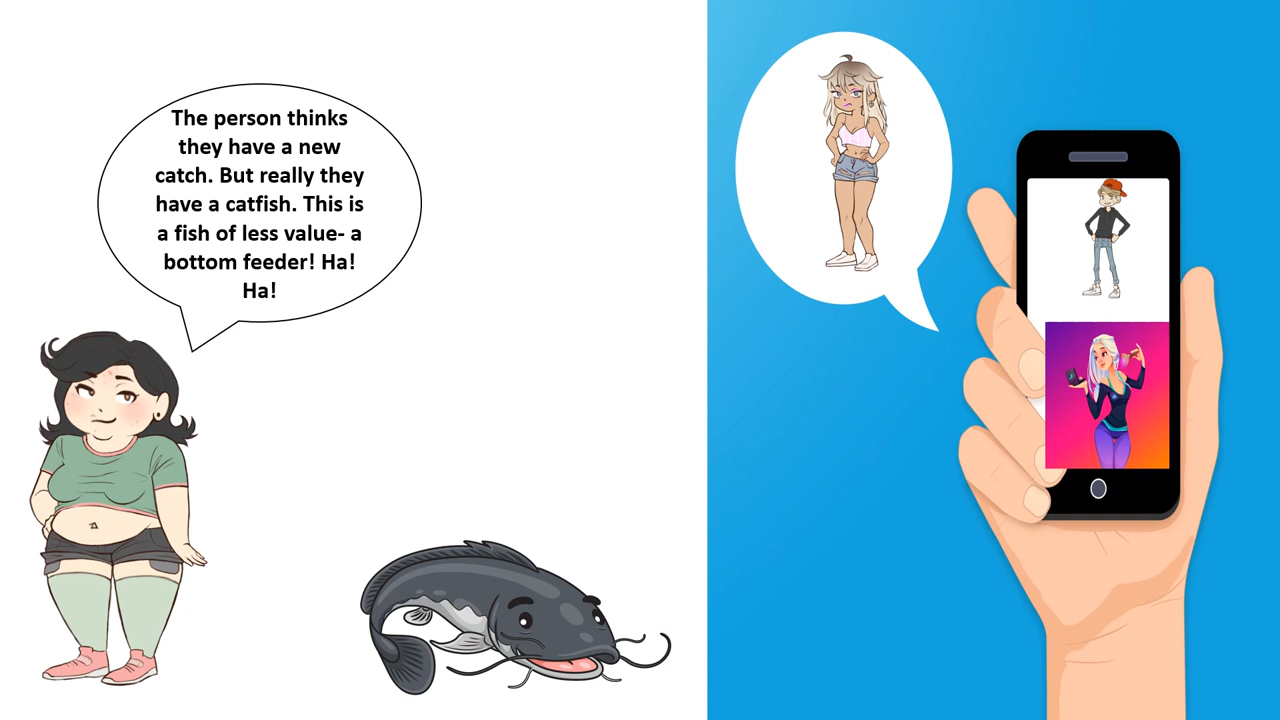 The person thinks
they have a new
catch. But really they
have a catfish. This is
a fish of less value- a
bottom feeder! Ha!
Ha!